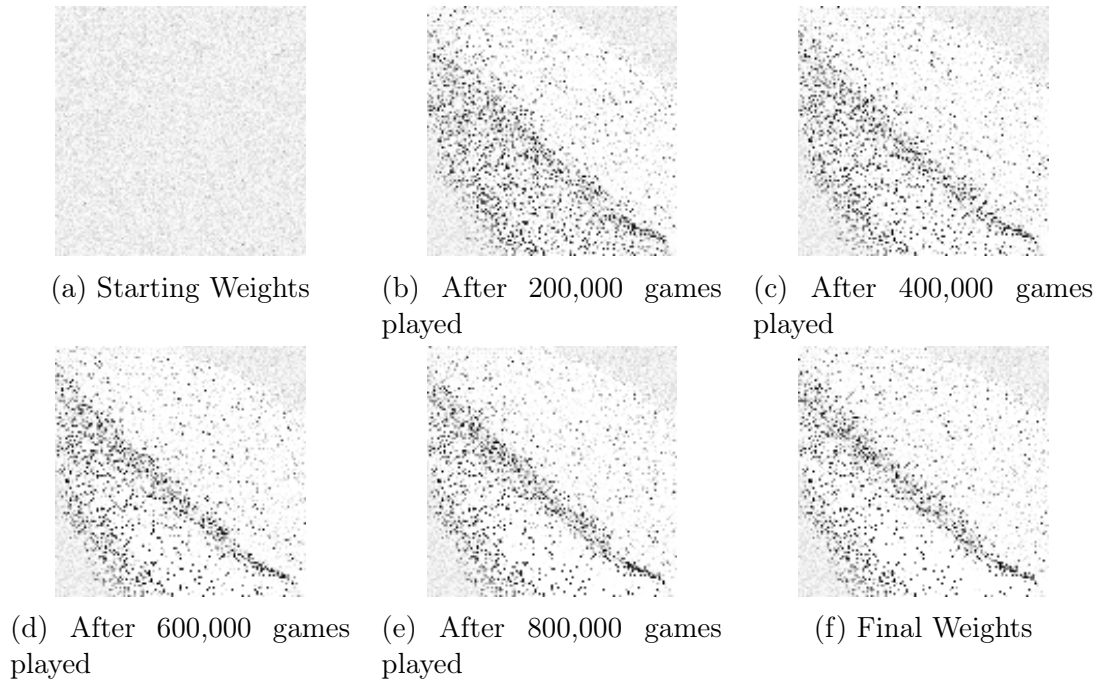 (a) Starting Weights
(b) After 200,000 games
played
(c) After 400,000 games
played
(d) After 600,000 games
played
(e) After 800,000 games
played
(f) Final Weights